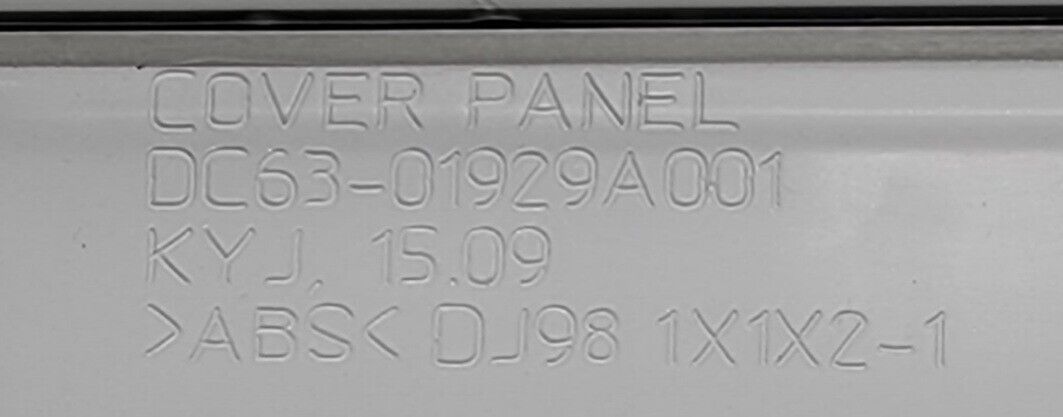 COVER PANEL
DC63-01929A001
KYJ, 15.09
>ABS< DJ98 1X1X2-1